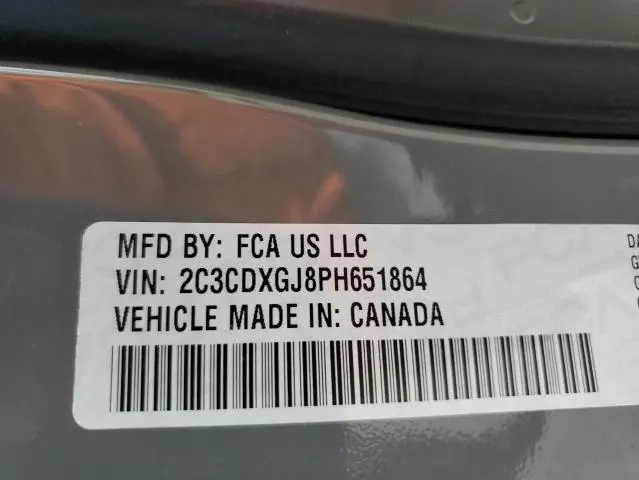 MFD BY: FCA US LLC
VIN: 2C3CDXGJ8PH651864
VEHICLE MADE IN: CANADA